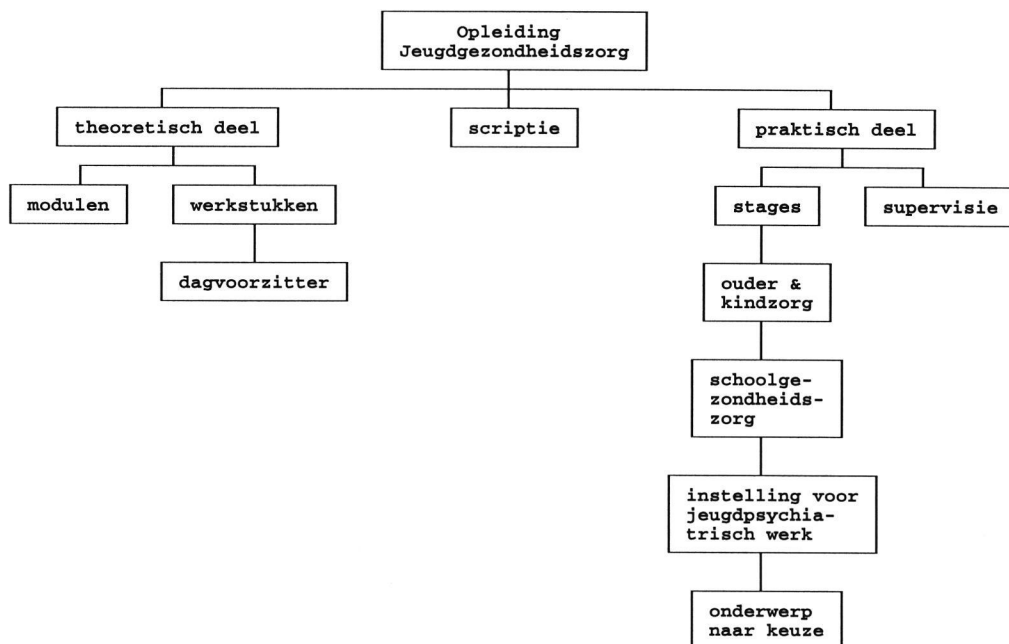 Opleiding
Jeugdgezondheidszorg
theoretisch deel
scriptie
praktisch deel
modulen
werkstukken
stages
supervisie
dagvoorzitter
ouder &
kindzorg
schoolge-
zondheids-
zorg
instelling voor
jeugdpsychia-
trisch werk
onderwerp
naar keuze